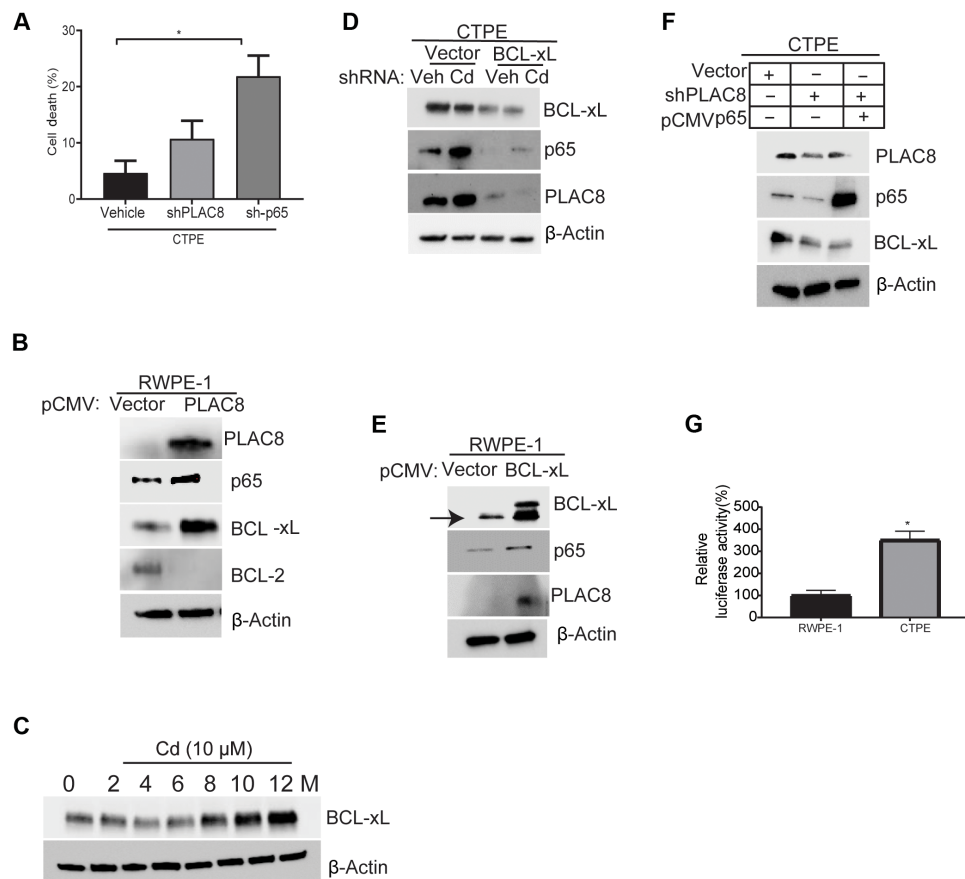 A
*
30
20
10
0
Cell death (%)
Vehicle shPLAC8 sh-p65
CTPE
B
RWPE-1
pCMV: Vector PLAC8
PLAC8
p65
BCL -xL
BCL-2
β-Actin
C
Cd (10 µM)
0 2 4 6 8 10 12 M
BCL-xL
β-Actin
D
CTPE
Vector BCL-xL
shRNA: Veh Cd Veh Cd
BCL-xL
p65
PLAC8
β-Actin
E
RWPE-1
pCMV: Vector BCL-xL
BCL-xL
p65
PLAC8
β-Actin
F
CTPE
Vector + – –
shPLAC8 – + +
pCMVp65 – – +
PLAC8
p65
BCL-xL
β-Actin
G
Relative
luciferase activity(%)
500
400
300
200
100
0
*
RWPE-1 CTPE